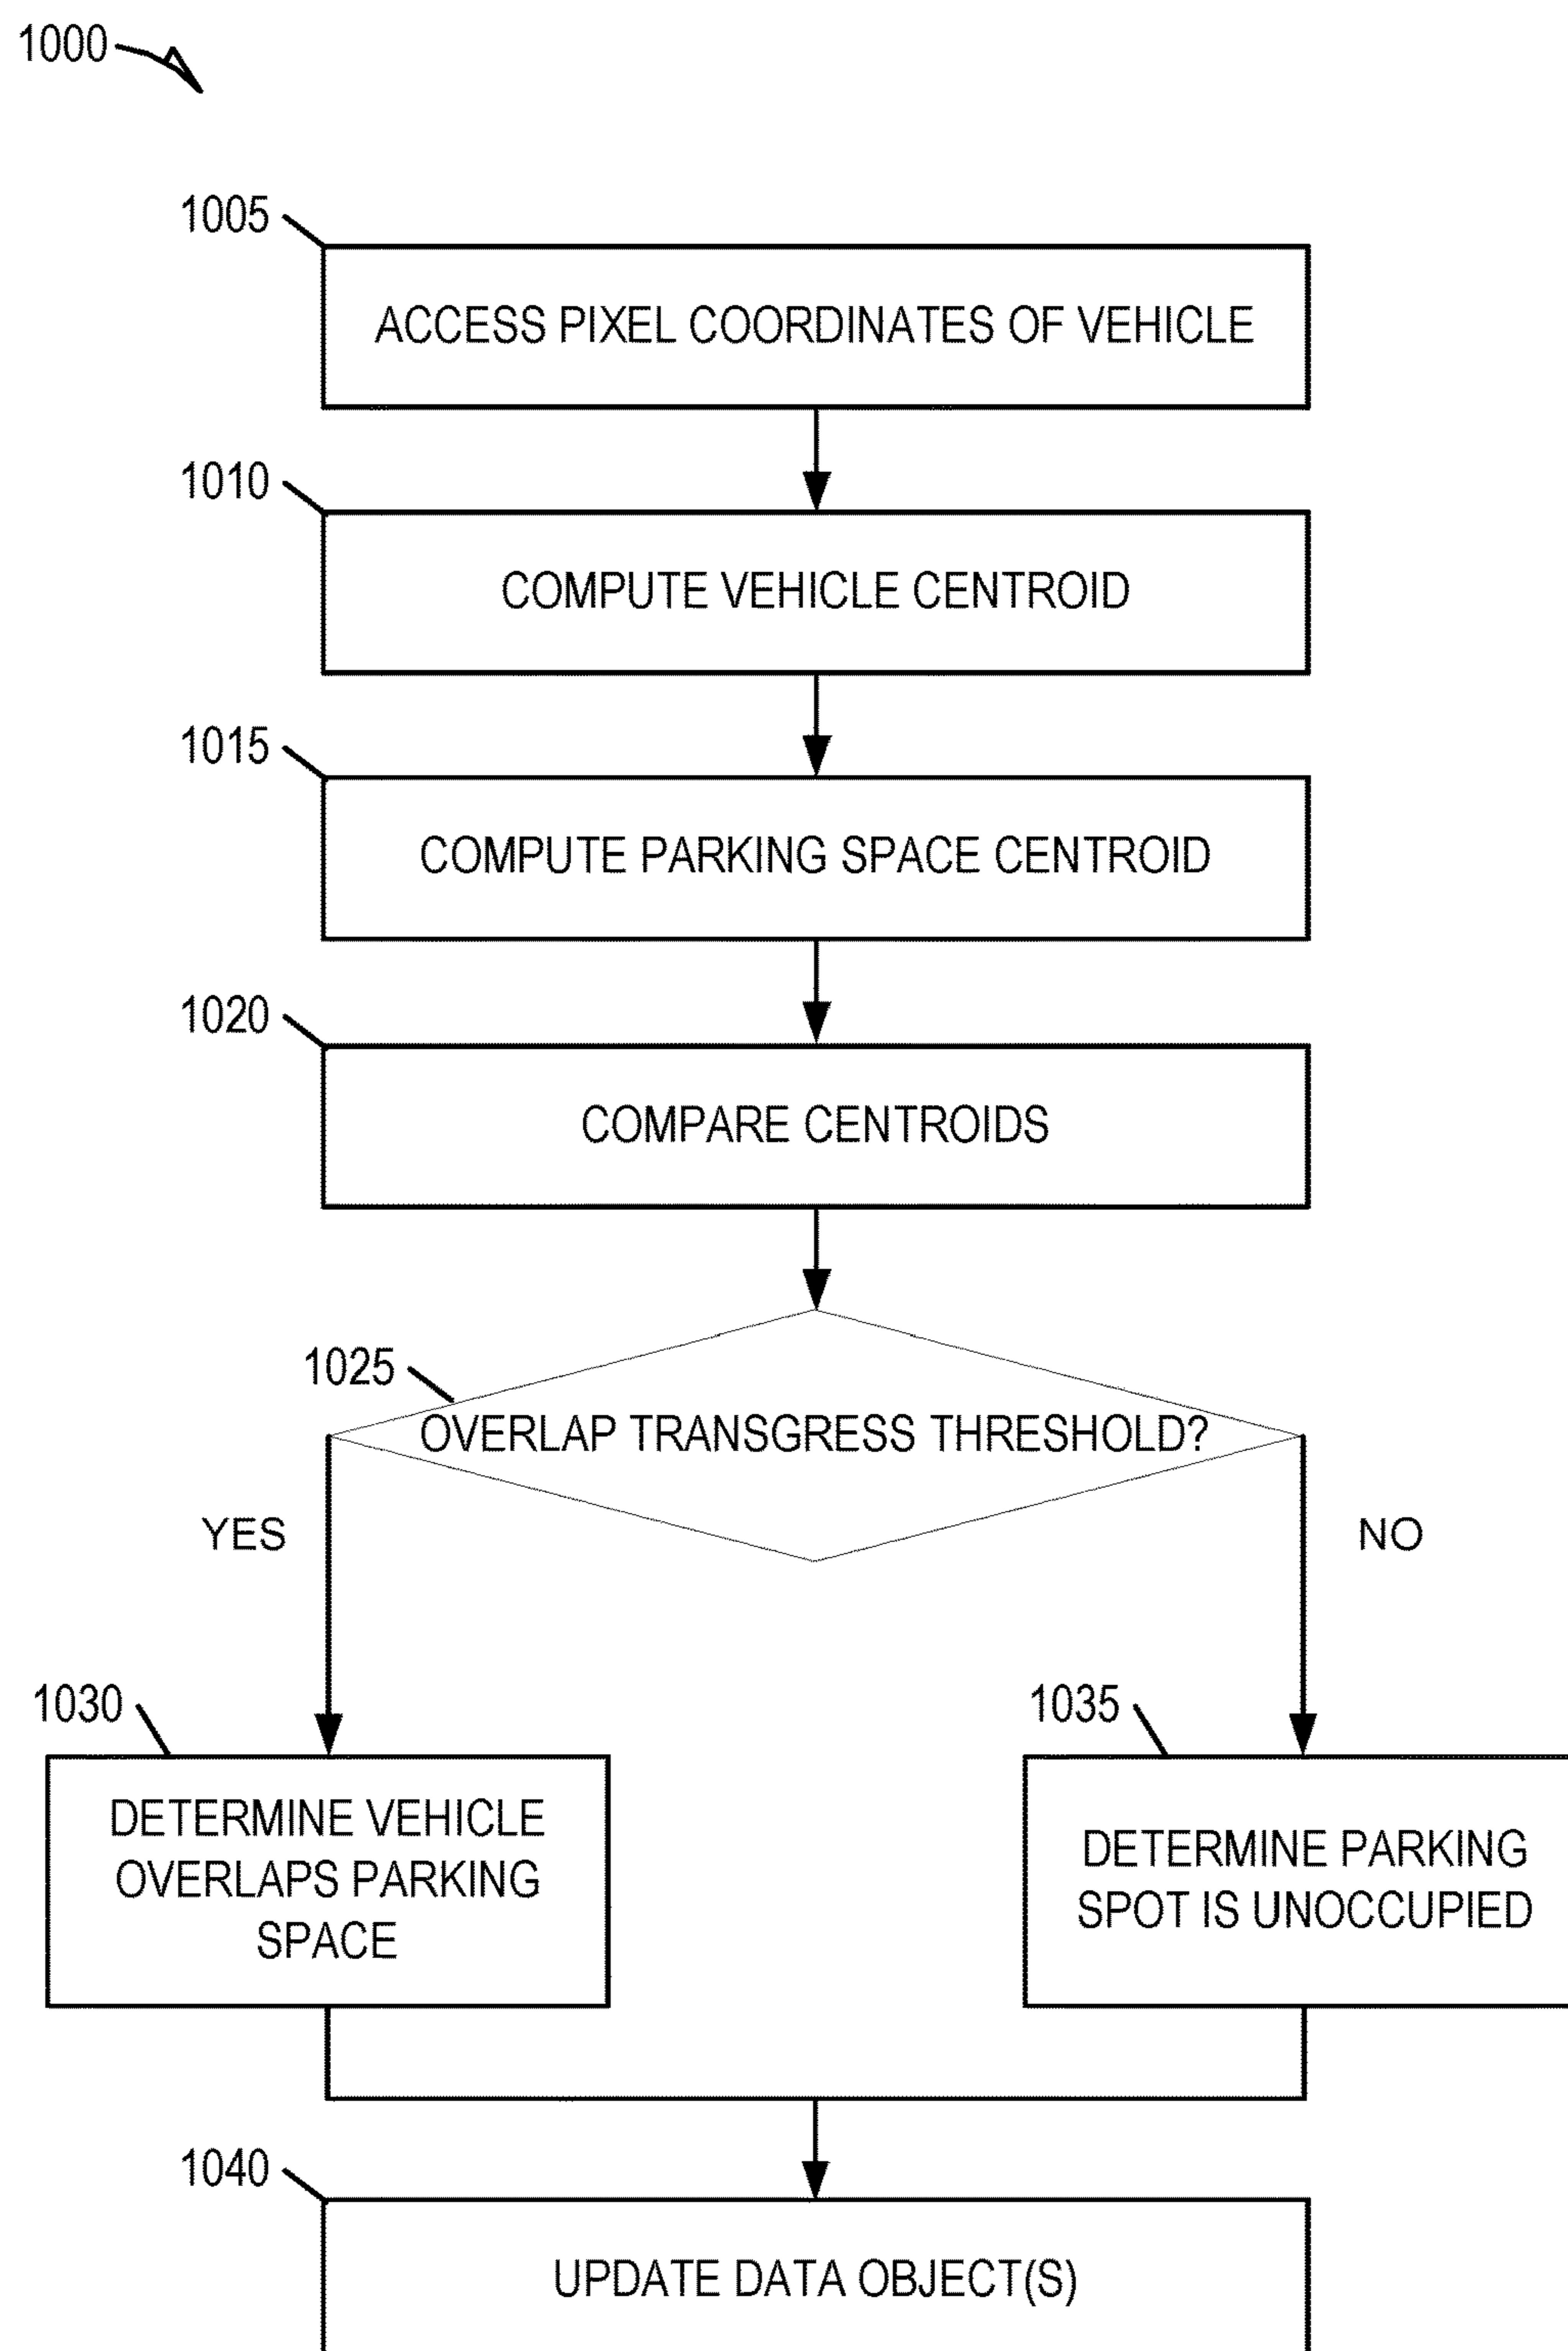 1000
1005
ACCESS PIXEL COORDINATES OF VEHICLE
1010
COMPUTE VEHICLE CENTROID
1015
COMPUTE PARKING SPACE CENTROID
1020
COMPARE CENTROIDS
1025
OVERLAP TRANSGRESS THRESHOLD?
YES
NO
1030
DETERMINE VEHICLE
OVERLAPS PARKING
SPACE
1035
DETERMINE PARKING
SPOT IS UNOCCUPIED
1040
UPDATE DATA OBJECT(S)